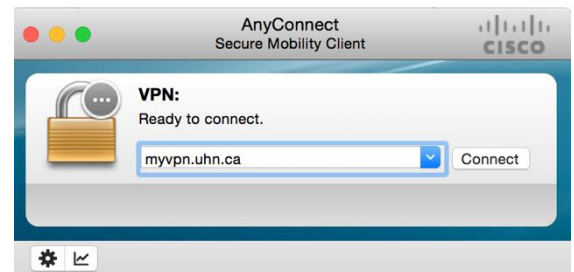 AnyConnect
Secure Mobility Client
CISCO
VPN:
Ready to connect.
myvpn.uhn.ca
Connect